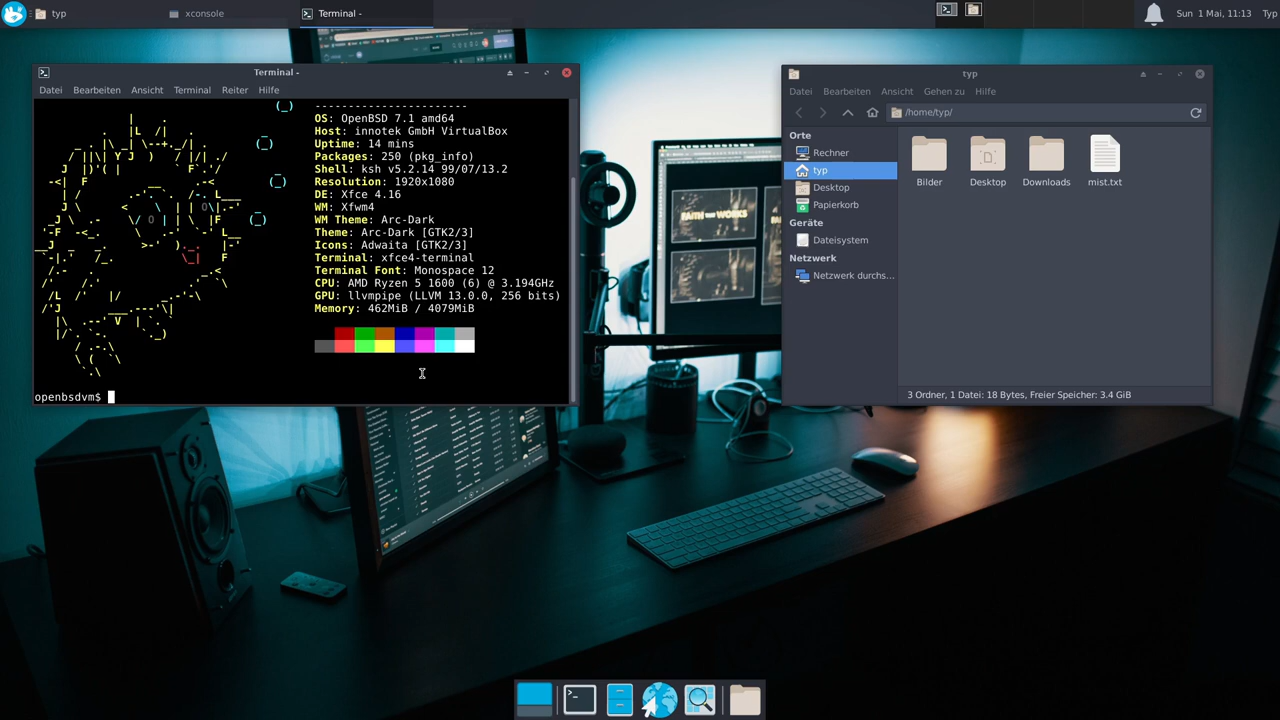 typ
xconsole
Terminal -
Sun 1 Mai, 11:13
Typ
Terminal -
Datei Bearbeiten Ansicht Terminal Reiter Hilfe
-----------------------
OS: OpenBSD 7.1 amd64
Host: innotek GmbH VirtualBox
Uptime: 14 mins
Packages: 250 (pkg_info)
Shell: ksh v5.2.14 99/07/13.2
Resolution: 1920x1080
DE: Xfce 4.16
WM: Xfwm4
WM Theme: Arc-Dark
Theme: Arc-Dark [GTK2/3]
Icons: Adwaita [GTK2/3]
Terminal: xfce4-terminal
Terminal Font: Monospace 12
CPU: AMD Ryzen 5 1600 (6) @ 3.194GHz
GPU: llvmpipe (LLVM 13.0.0, 256 bits)
Memory: 462MiB / 4079MiB
openbsdvm$
typ
Datei Bearbeiten Ansicht Gehen zu Hilfe
/home/typ/
Orte
Rechner
typ
Desktop
Papierkorb
Geräte
Dateisystem
Netzwerk
Netzwerk durchs...
Bilder
Desktop
Downloads
mist.txt
3 Ordner, 1 Datei: 18 Bytes, Freier Speicher: 3.4 GiB
FAITH WORKS